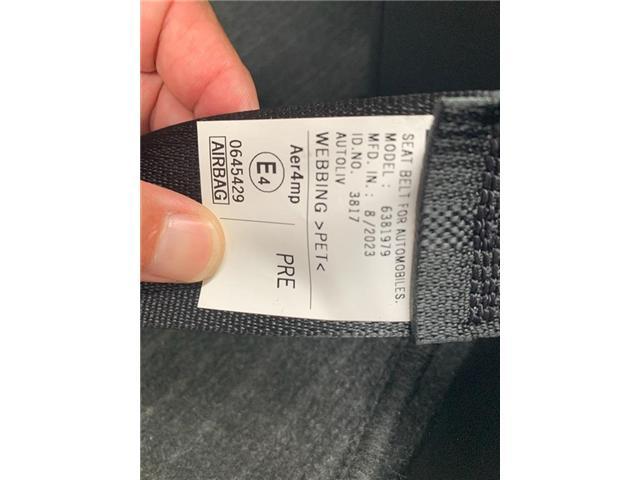 SEAT BELT FOR AUTOMOBILES.
MODEL : 6381979
MFD. IN. : 8/2023
ID.NO. 3817
AUTOLIV
WEBBING >PET<
Aer4mp
E4
0645429
AIRBAG
PRE